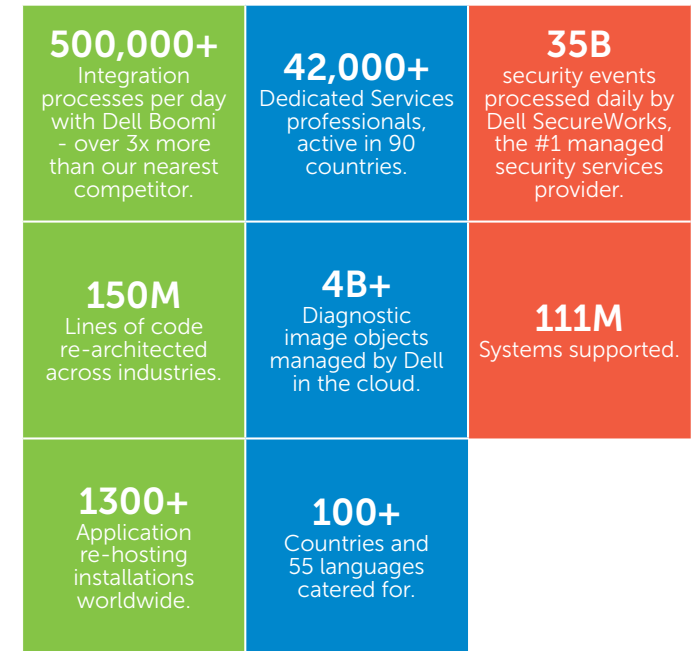 500,000+
Integration
processes per day
with Dell Boomi
- over 3x more
than our nearest
competitor.
42,000+
Dedicated Services
professionals,
active in 90
countries.
35B
security events
processed daily by
Dell SecureWorks,
the #1 managed
security services
provider.
150M
Lines of code
re-architected
across industries.
4B+
Diagnostic
image objects
managed by Dell
in the cloud.
111M
Systems supported.
1300+
Application
re-hosting
installations
worldwide.
100+
Countries and
55 languages
catered for.